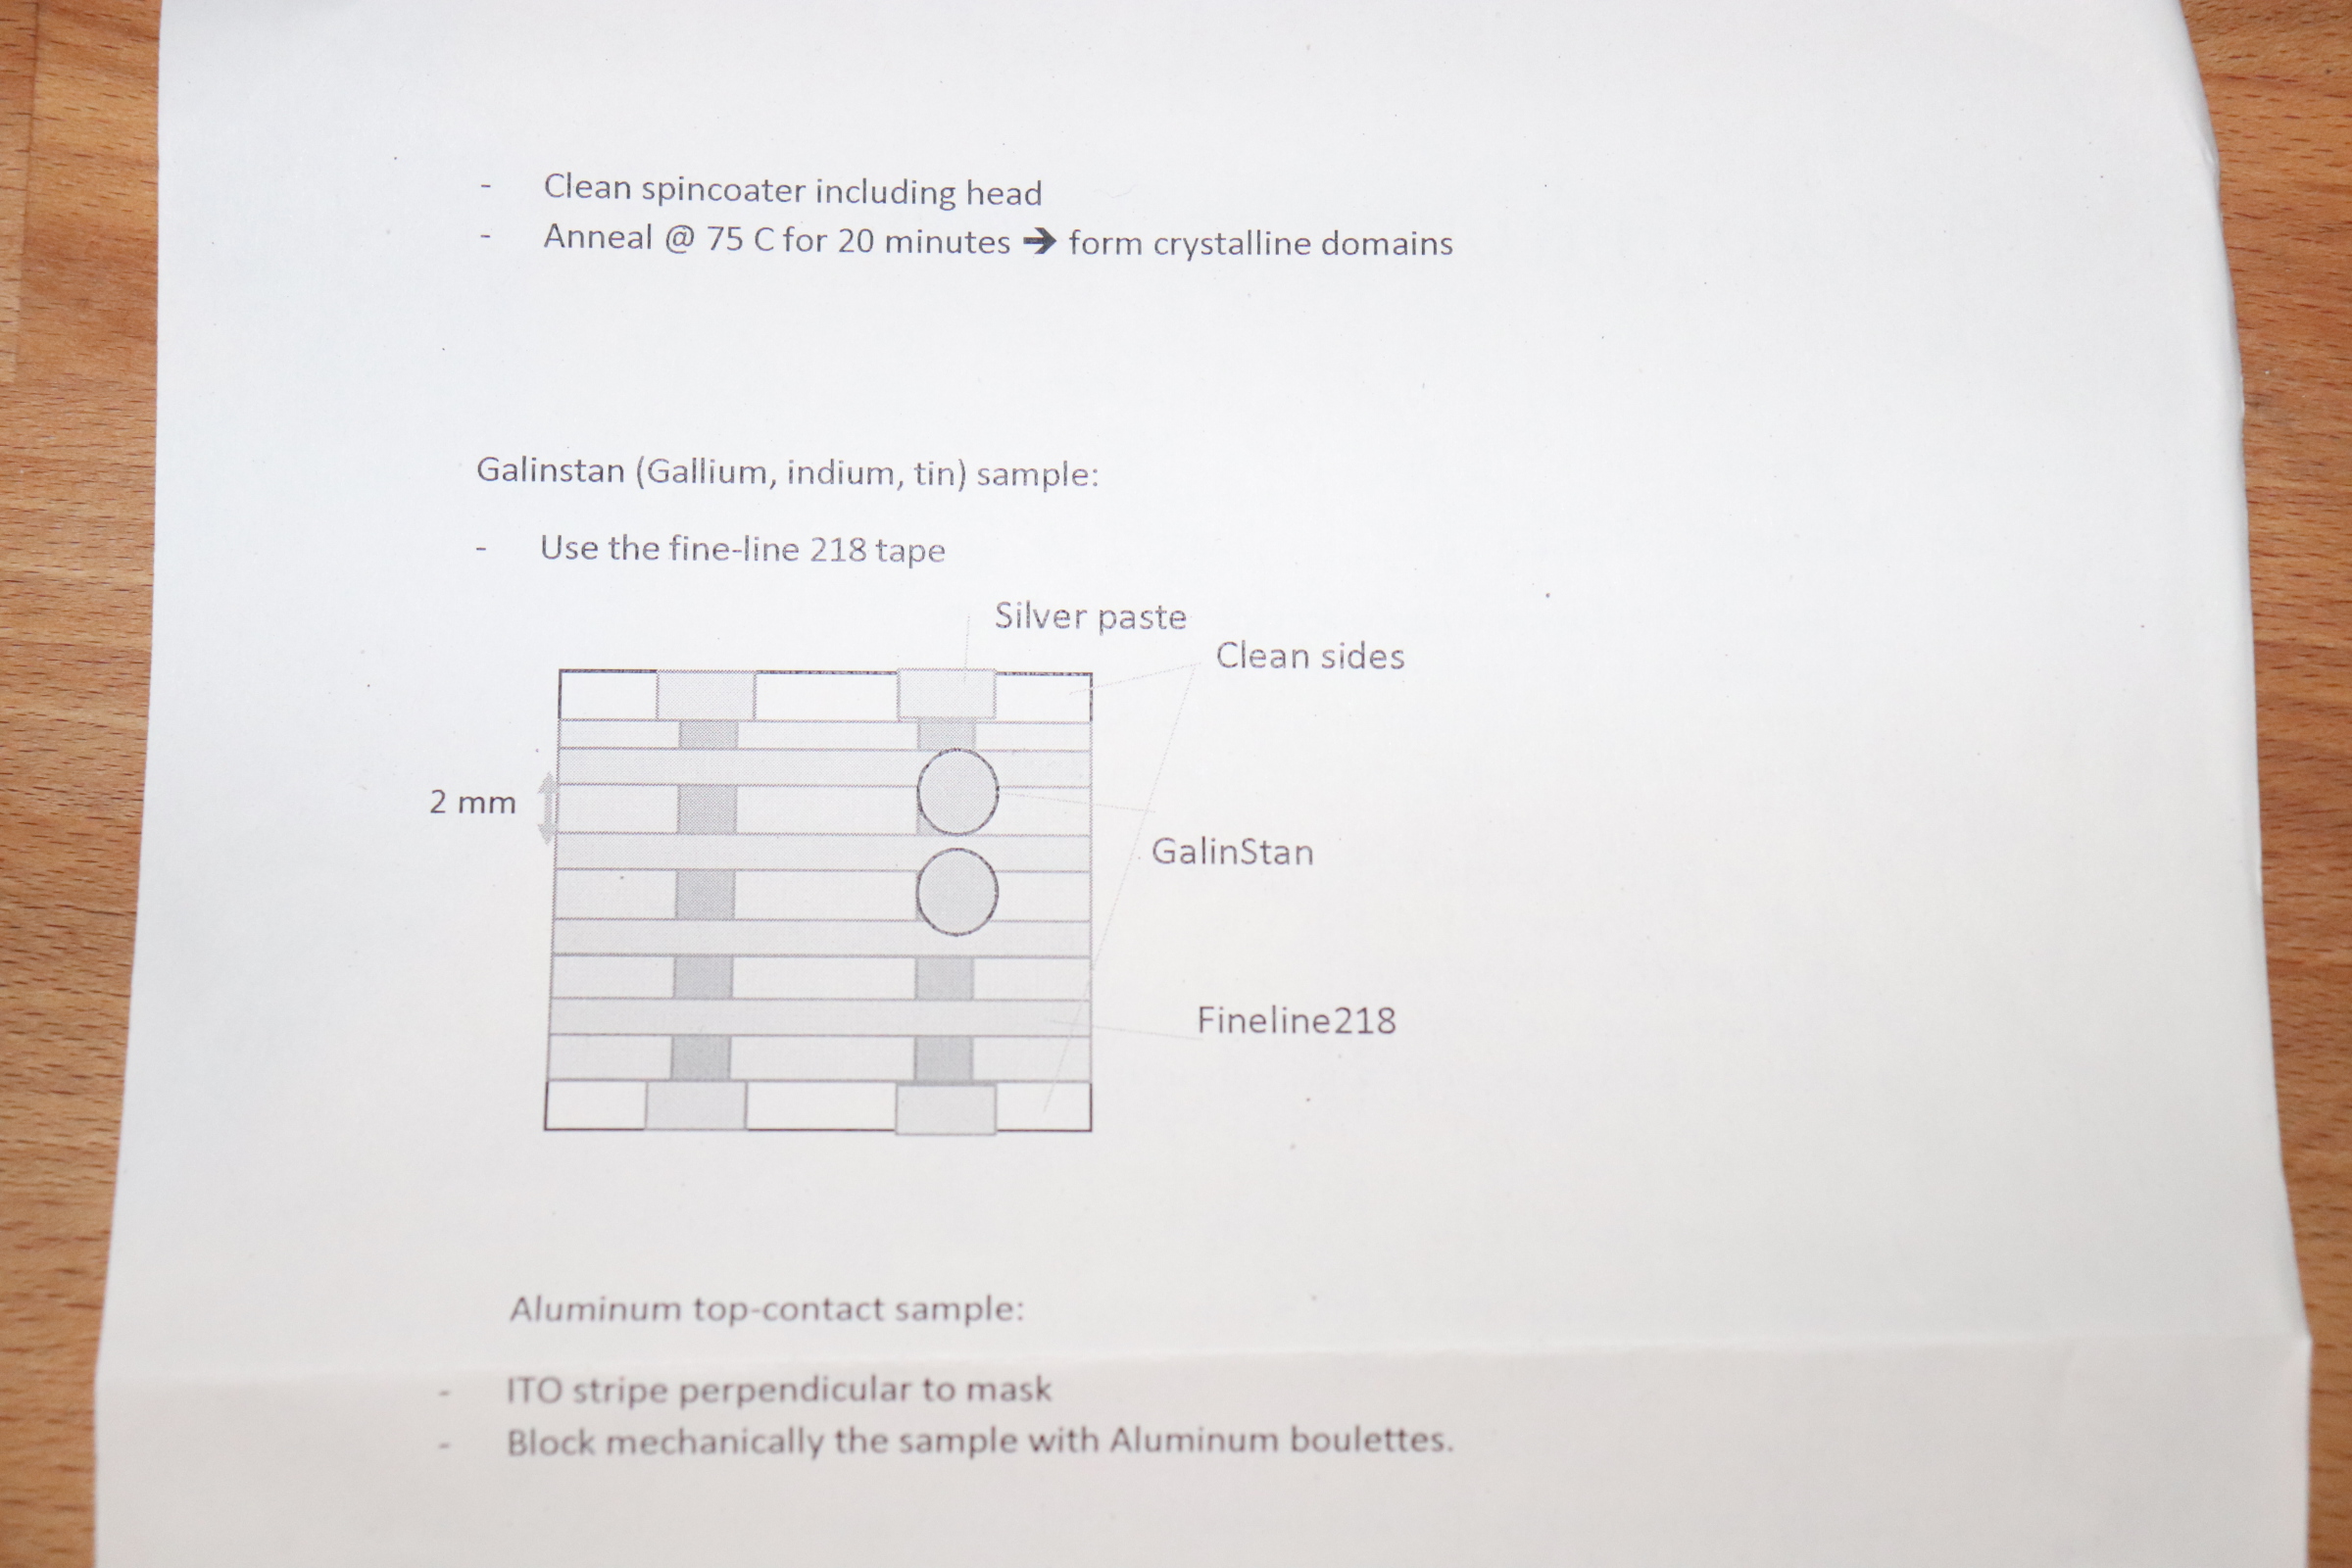 - Clean spincoater including head
- Anneal @ 75 C for 20 minutes ➔ form crystalline domains
Galinstan (Gallium, indium, tin) sample:
- Use the fine-line 218 tape
Silver paste
Clean sides
2 mm
GalinStan
Fineline218
Aluminum top-contact sample:
- ITO stripe perpendicular to mask
- Block mechanically the sample with Aluminum boulettes.